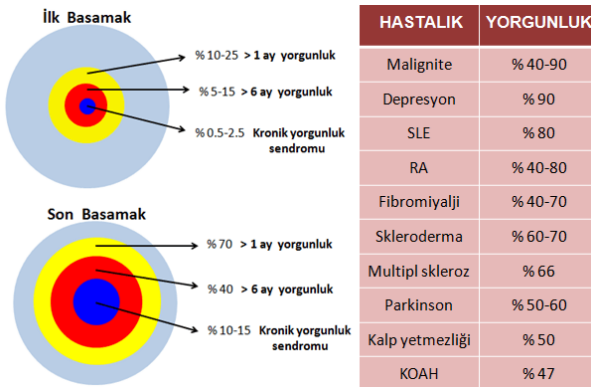 İlk Basamak
%10-25 > 1 ay yorgunluk
%5-15 > 6 ay yorgunluk
%0.5-2.5 Kronik yorgunluk
sendromu
Son Basamak
%70 > 1 ay yorgunluk
%40 > 6 ay yorgunluk
%10-15 Kronik yorgunluk
sendromu
HASTALIK YORGUNLUK
Malignite %40-90
Depresyon %90
SLE %80
RA %40-80
Fibromiyalji %40-70
Skleroderma %60-70
Multipl skleroz %66
Parkinson %50-60
Kalp yetmezliği %50
KOAH %47